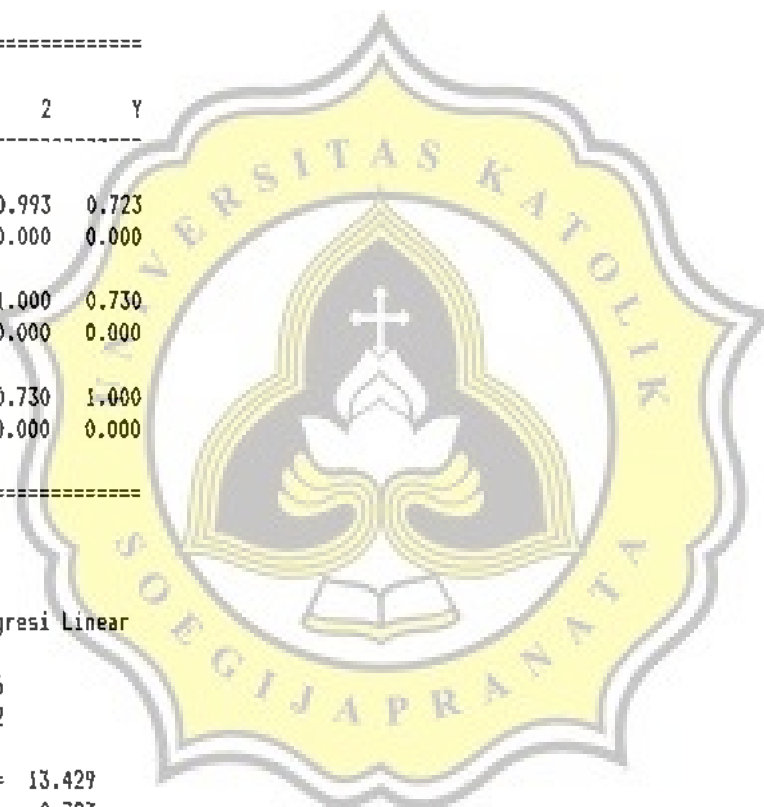 =============
2 Y
0.993 0.723
0.000 0.000
1.000 0.730
0.000 0.000
0.730 1.000
0.000 0.000
=============
gresi Linear
= 13.429
UNIVERSITAS KATOLIK
SOEGIJAPRANATA